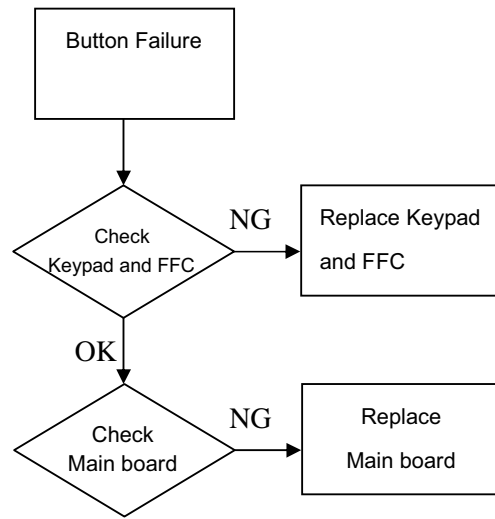 Button Failure
Check
Keypad and FFC
NG
Replace Keypad
and FFC
OK
Check
Main board
NG
Replace
Main board